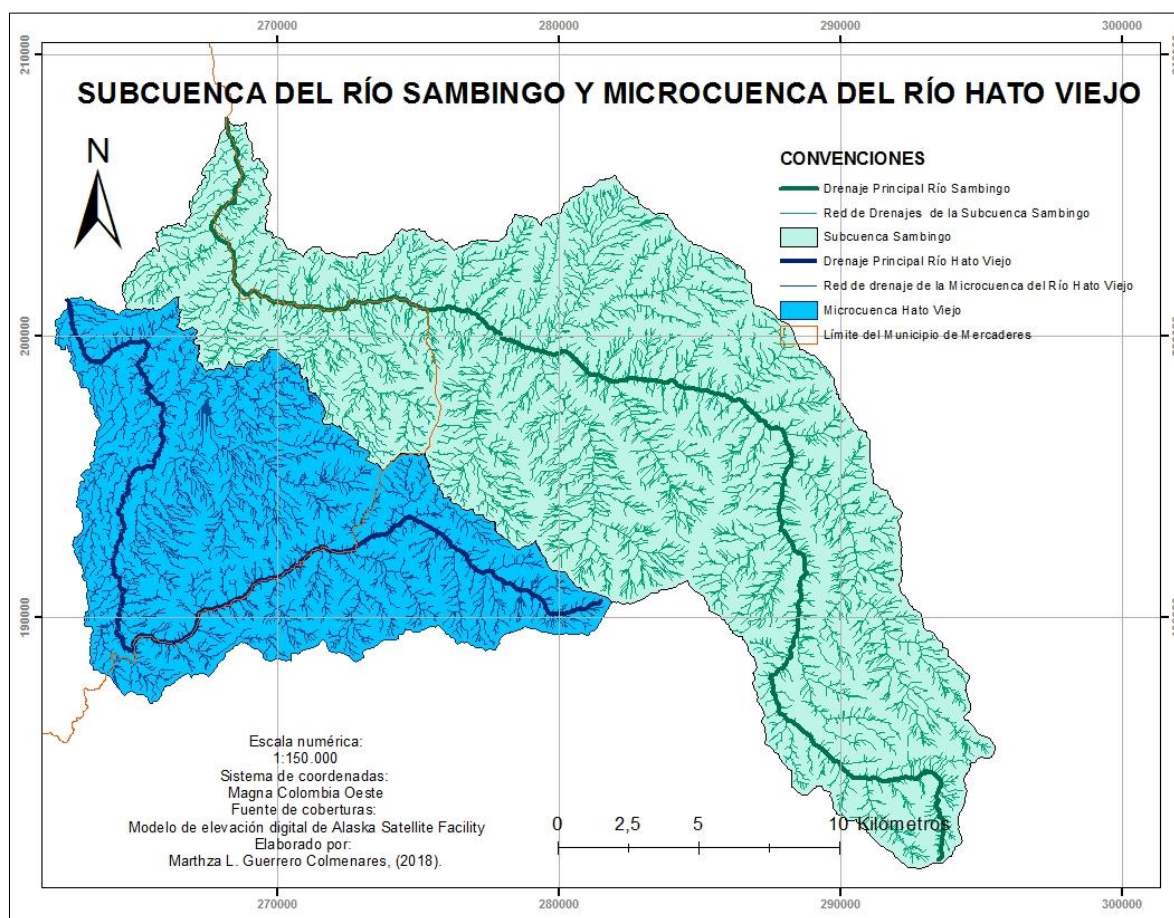 270000 280000 290000 300000
210000
SUBCUENCA DEL RÍO SAMBINGO Y MICROCUENCA DEL RÍO HATO VIEJO
N
CONVENCIONES
Drenaje Principal Río Sambingo
Red de Drenajes de la Subcuenca Sambingo
Subcuenca Sambingo
Drenaje Principal Río Hato Viejo
Red de drenaje de la Microcuenca del Río Hato Viejo
Microcuenca Hato Viejo
Límite del Municipio de Mercaderes
200000
190000
Escala numérica:
1:150.000
Sistema de coordenadas:
Magna Colombia Oeste
Fuente de coberturas:
Modelo de elevación digital de Alaska Satellite Facility
Elaborado por:
Marthza L. Guerrero Colmenares, (2018).
0 2,5 5 10 Kilómetros
270000 280000 290000 300000